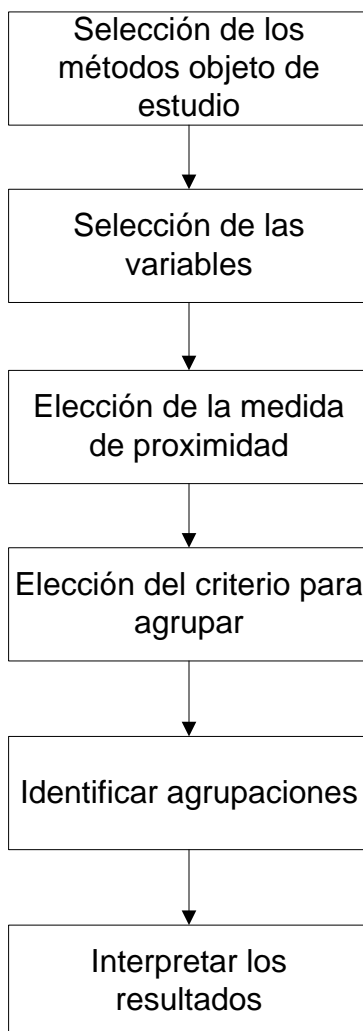 Selección de los
métodos objeto de
estudio
Selección de las
variables
Elección de la medida
de proximidad
Elección del criterio para
agrupar
Identificar agrupaciones
Interpretar los
resultados